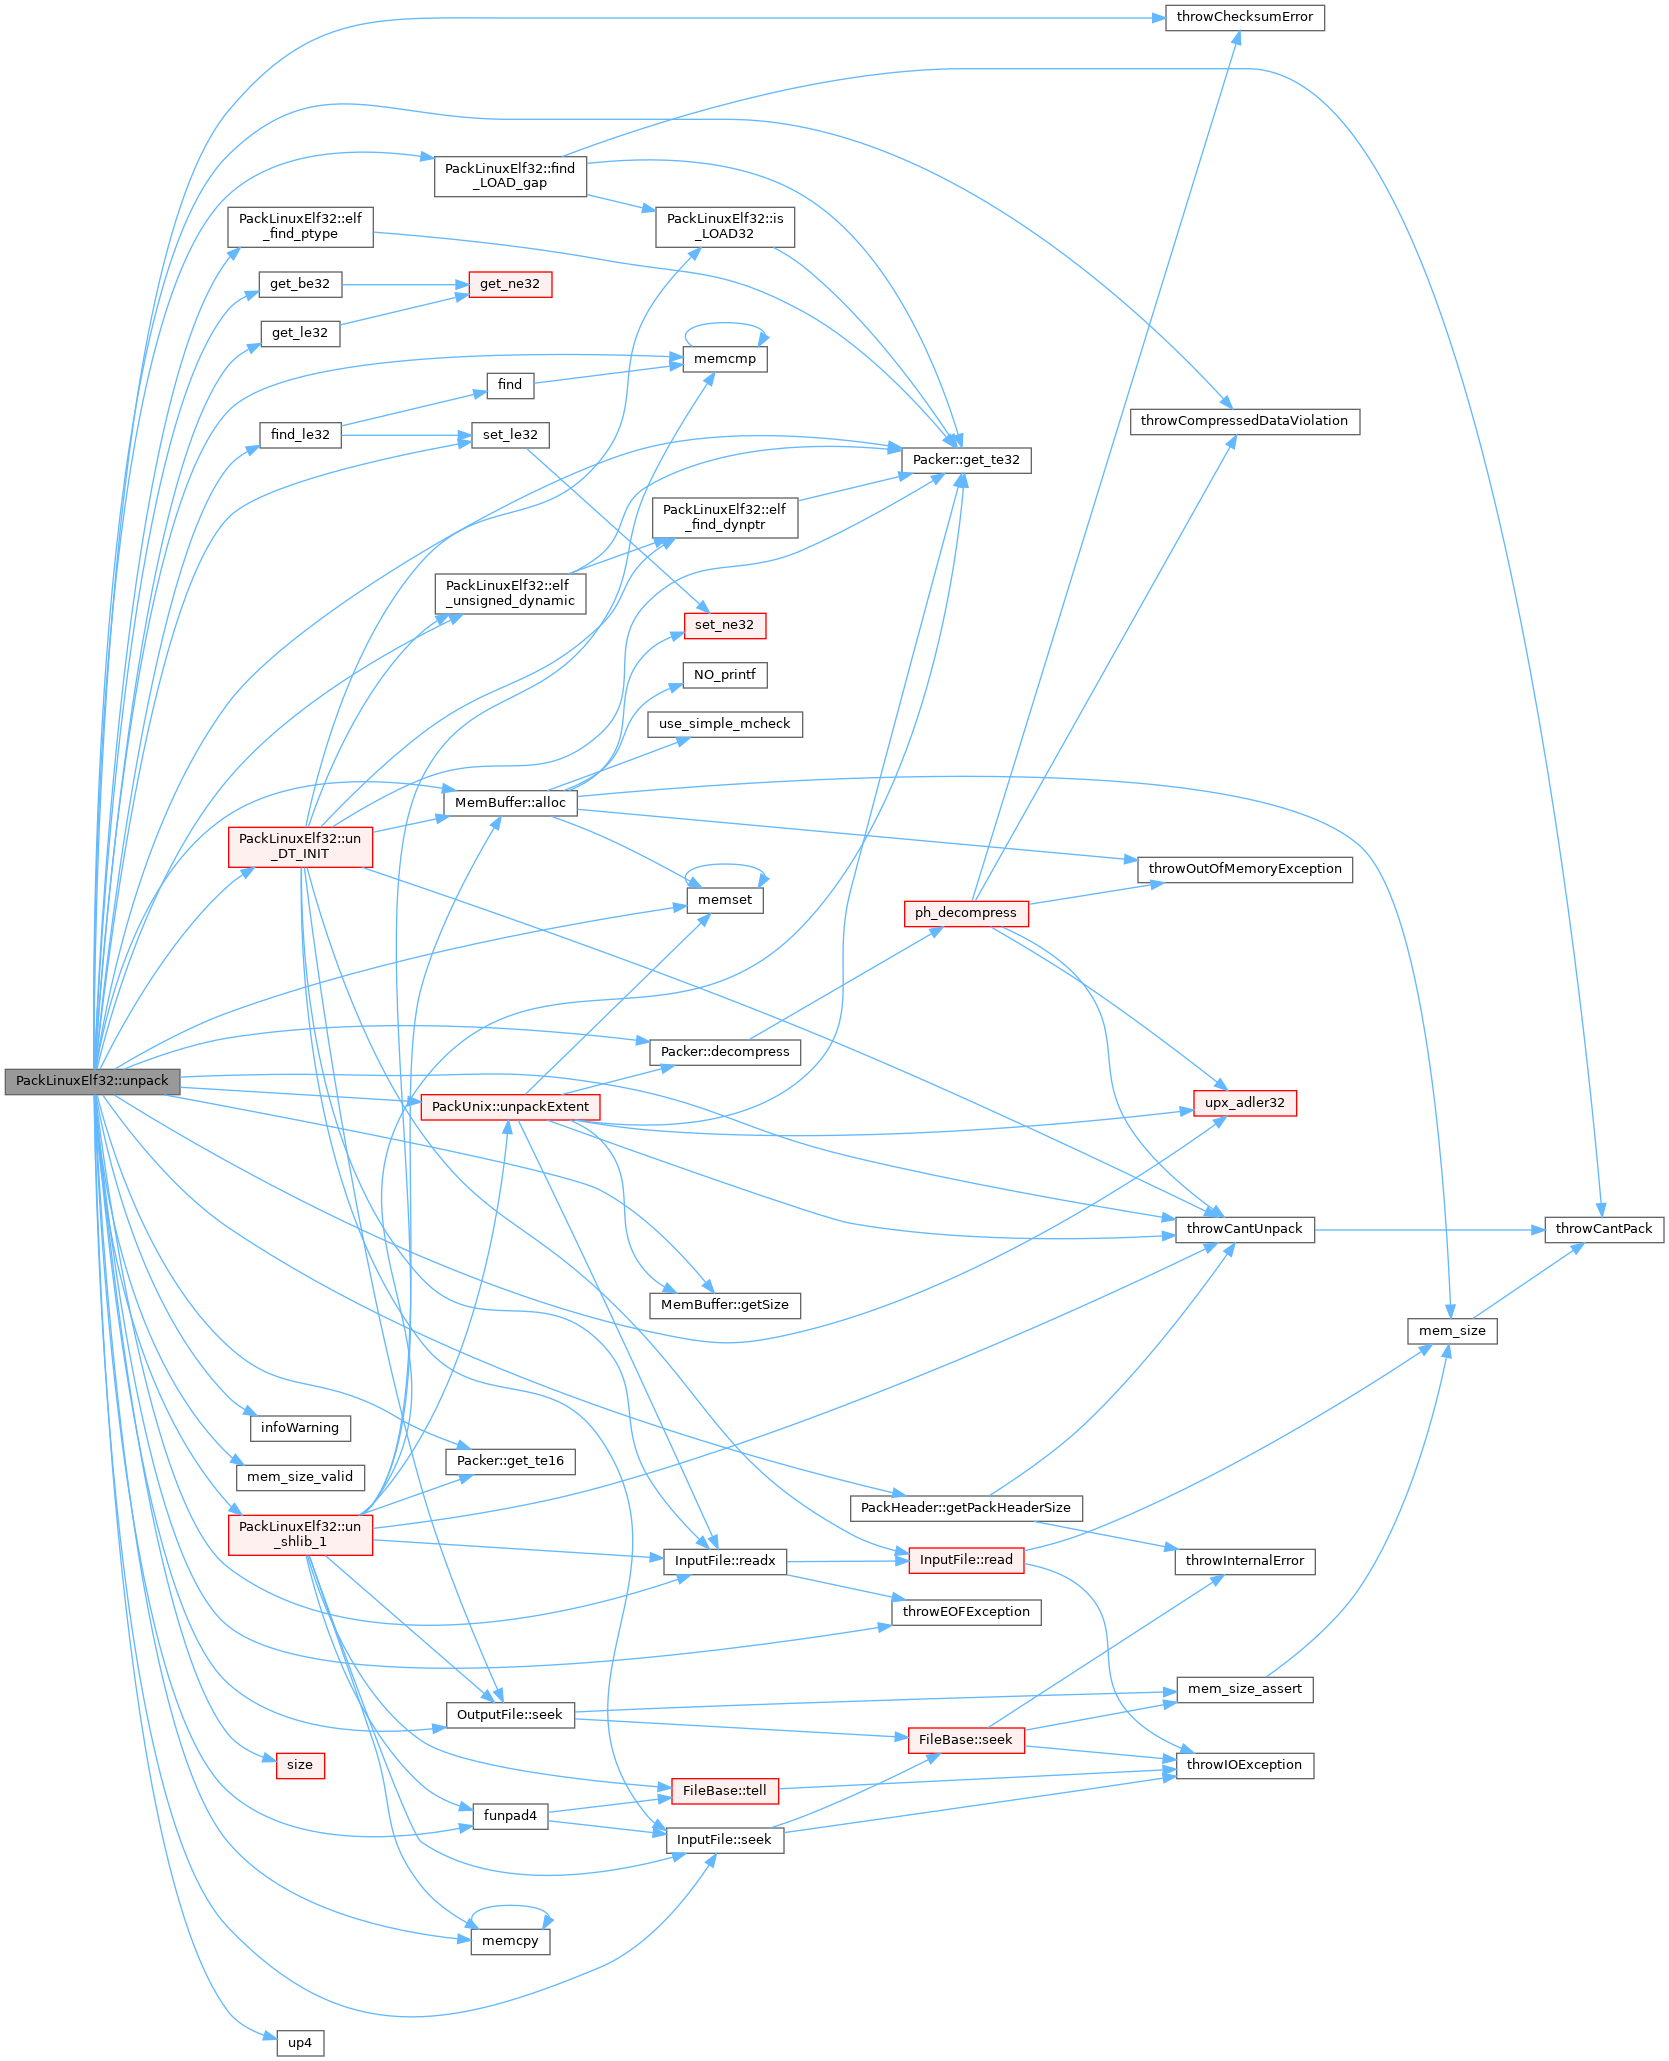 throwChecksumError
PackLinuxElf32::find
_LOAD_gap
PackLinuxElf32::elf
_find_ptype
PackLinuxElf32::is
_LOAD32
get_be32
get_ne32
get_le32
memcmp
find
throwCompressedDataViolation
find_le32
set_le32
Packer::get_te32
PackLinuxElf32::elf
_find_dynptr
PackLinuxElf32::elf
_unsigned_dynamic
set_ne32
NO_printf
use_simple_mcheck
MemBuffer::alloc
PackLinuxElf32::un
_DT_INIT
throwOutOfMemoryException
memset
ph_decompress
Packer::decompress
PackLinuxElf32::unpack
PackUnix::unpackExtent
upx_adler32
throwCantUnpack
throwCantPack
MemBuffer::getSize
mem_size
infoWarning
Packer::get_te16
mem_size_valid
PackHeader::getPackHeaderSize
PackLinuxElf32::un
_shlib_1
InputFile::readx
InputFile::read
throwInternalError
throwEOFException
mem_size_assert
OutputFile::seek
FileBase::seek
size
throwIOException
FileBase::tell
funpad4
InputFile::seek
memcpy
up4